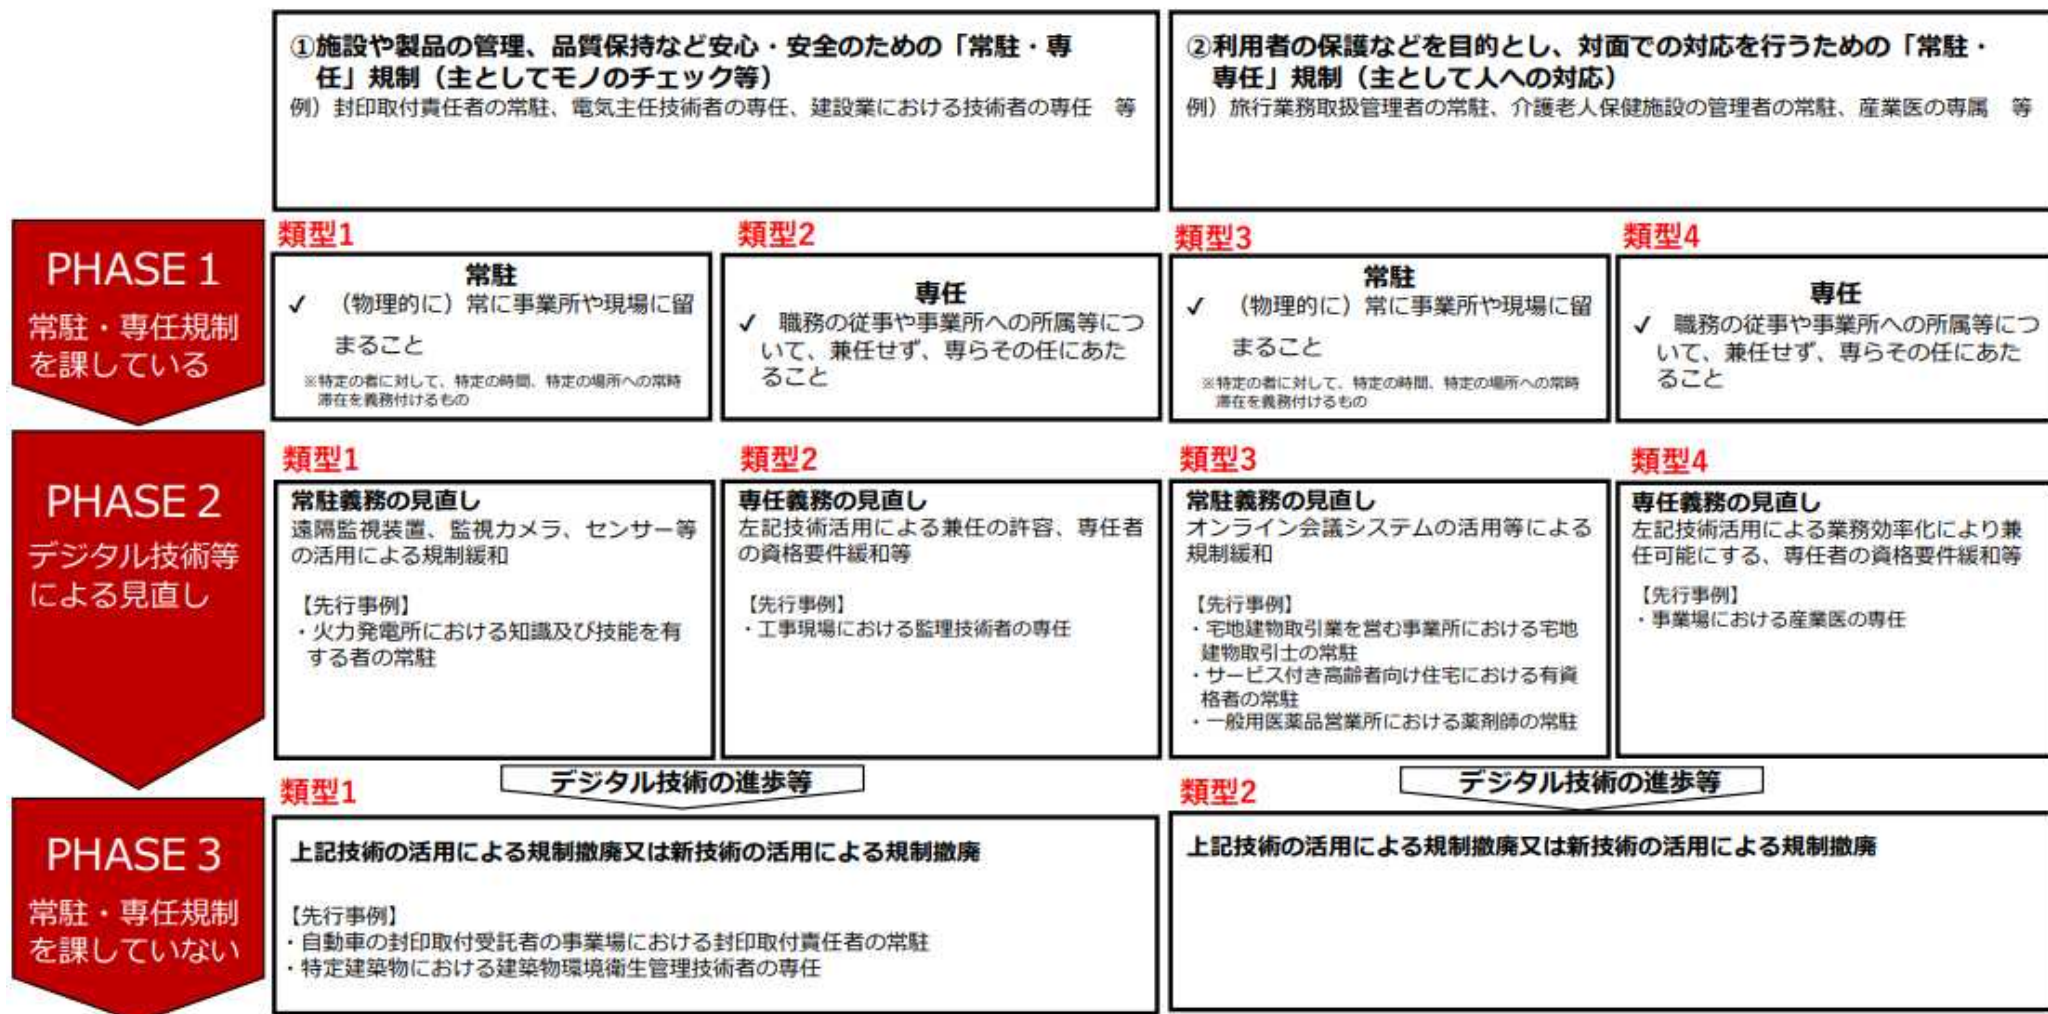 ①施設や製品の管理、品質保持など安心・安全のための「常駐・専
任」規制（主としてモノのチェック等）
例）封印取付責任者の常駐、電気主任技術者の専任、建設業における技術者の専任　等
②利用者の保護などを目的とし、対面での対応を行うための「常駐・
専任」規制（主として人への対応）
例）旅行業務取扱管理者の常駐、介護老人保健施設の管理者の常駐、産業医の専属　等
PHASE 1
常駐・専任規制
を課している
類型1
常駐
✓ （物理的に）常に事業所や現場に留
まること
※特定の者に対して、特定の時間、特定の場所への常時
滞在を義務付けるもの
類型2
専任
✓ 職務の従事や事業所への所属等につ
いて、兼任せず、専らその任にあた
ること
類型3
常駐
✓ （物理的に）常に事業所や現場に留
まること
※特定の者に対して、特定の時間、特定の場所への常時
滞在を義務付けるもの
類型4
専任
✓ 職務の従事や事業所への所属等につ
いて、兼任せず、専らその任にあた
ること
PHASE 2
デジタル技術等
による見直し
類型1
常駐義務の見直し
遠隔監視装置、監視カメラ、センサー等
の活用による規制緩和
【先行事例】
・火力発電所における知識及び技能を有
する者の常駐
類型2
専任義務の見直し
左記技術活用による兼任の許容、専任者
の資格要件緩和等
【先行事例】
・工事現場における監理技術者の専任
類型3
常駐義務の見直し
オンライン会議システムの活用等による
規制緩和
【先行事例】
・宅地建物取引業を営む事業所における宅地
建物取引士の常駐
・サービス付き高齢者向け住宅における有資
格者の常駐
・一般用医薬品営業所における薬剤師の常駐
類型4
専任義務の見直し
左記技術活用による業務効率化により兼
任可能にする、専任者の資格要件緩和等
【先行事例】
・事業場における産業医の専任
デジタル技術の進歩等
デジタル技術の進歩等
PHASE 3
常駐・専任規制
を課していない
類型1
上記技術の活用による規制撤廃又は新技術の活用による規制撤廃
【先行事例】
・自動車の封印取付受託者の事業場における封印取付責任者の常駐
・特定建築物における建築物環境衛生管理技術者の専任
類型2
上記技術の活用による規制撤廃又は新技術の活用による規制撤廃